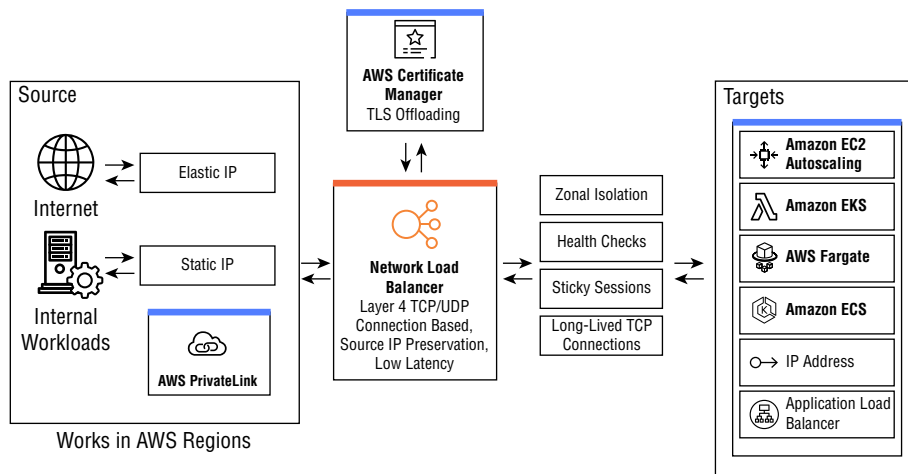 Source
Internet
Elastic IP
Internal
Workloads
Static IP
AWS PrivateLink
Works in AWS Regions
AWS Certificate
Manager
TLS Offloading
Network Load
Balancer
Layer 4 TCP/UDP
Connection Based,
Source IP Preservation,
Low Latency
Zonal Isolation
Health Checks
Sticky Sessions
Long-Lived TCP
Connections
Targets
Amazon EC2
Autoscaling
Amazon EKS
AWS Fargate
Amazon ECS
K
IP Address
Application Load
Balancer